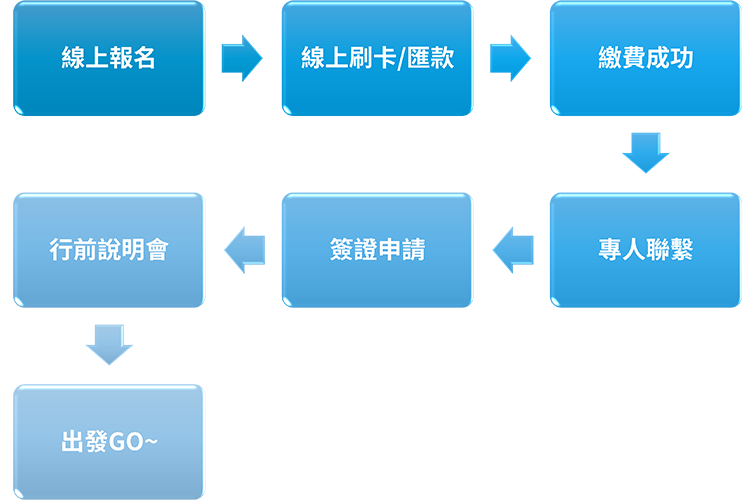 線上報名
線上刷卡/匯款
繳費成功
專人聯繫
簽證申請
行前說明會
出發GO~